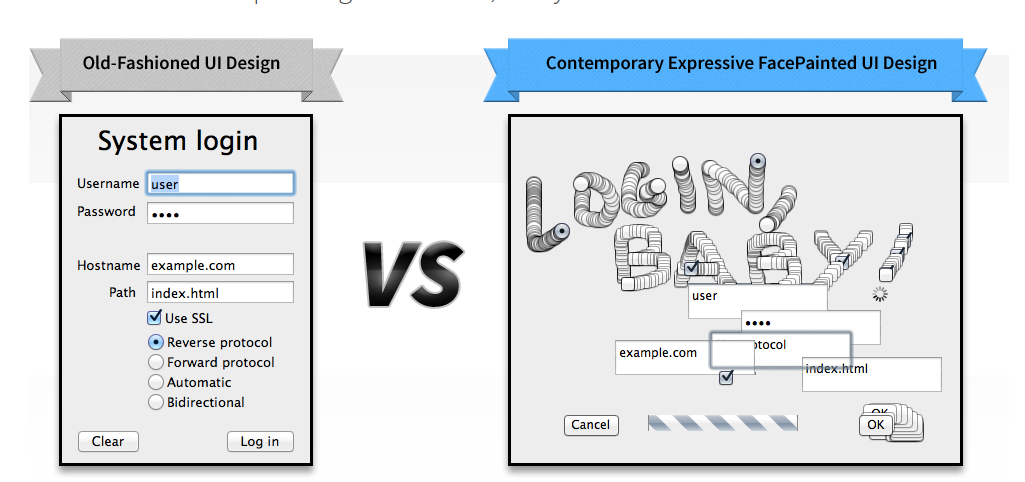 Old-Fashioned UI Design
Contemporary Expressive FacePainted UI Design
System login
Username user
Password ••••
Hostname example.com
Path index.html
Use SSL
Reverse protocol
Forward protocol
Automatic
Bidirectional
Clear
Log in
VS
LOGIN,
BABY!
user
••••
otocol
example.com
index.html
Cancel
OK
OK